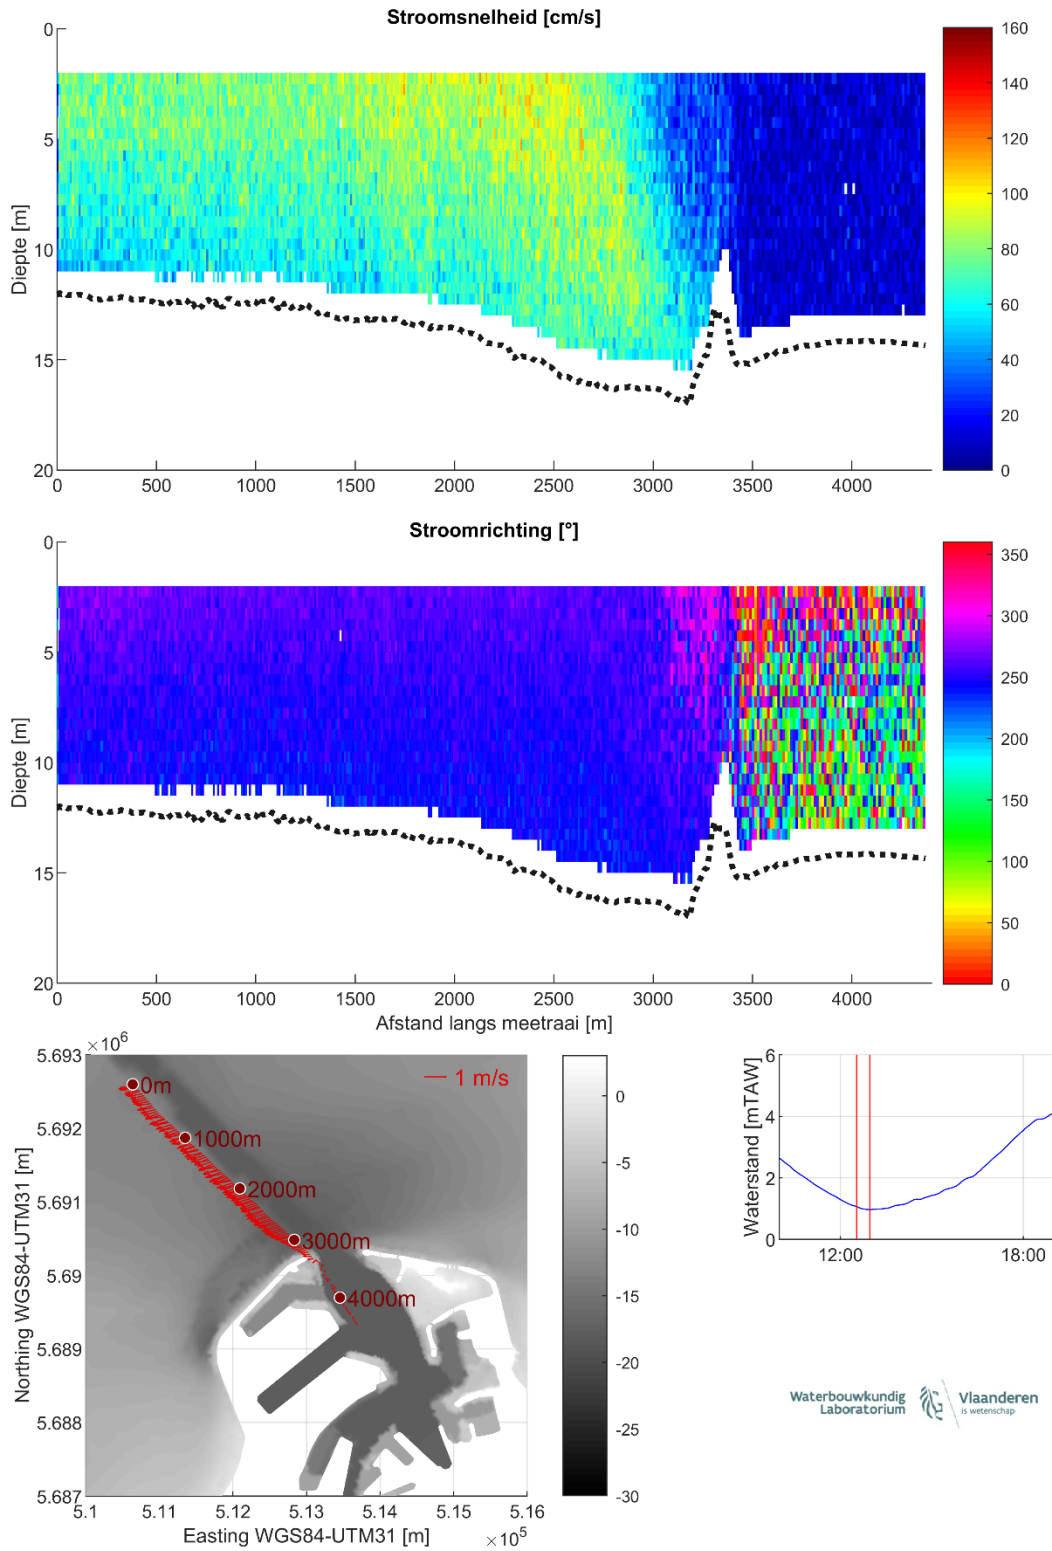 Stroomsnelheid [cm/s]
0
5
10
15
20
Diepte [m]
0 500 1000 1500 2000 2500 3000 3500 4000
160
140
120
100
80
60
40
20
0
Stroomrichting [°]
0
5
10
15
20
Diepte [m]
0 500 1000 1500 2000 2500 3000 3500 4000
Afstand langs meetraai [m]
350
300
250
200
150
100
50
0
×10⁶
5.693
5.692
5.691
5.69
5.689
5.688
5.687
Northing WGS84-UTM31 [m]
1 m/s
0m
1000m
2000m
3000m
4000m
5.1 5.11 5.12 5.13 5.14 5.15 5.16
Easting WGS84-UTM31 [m]
×10⁵
0
-5
-10
-15
-20
-25
-30
6
4
2
0
Waterstand [mTAW]
12:00 18:00
Waterbouwkundig
Laboratorium
Vlaanderen
is wetenschap